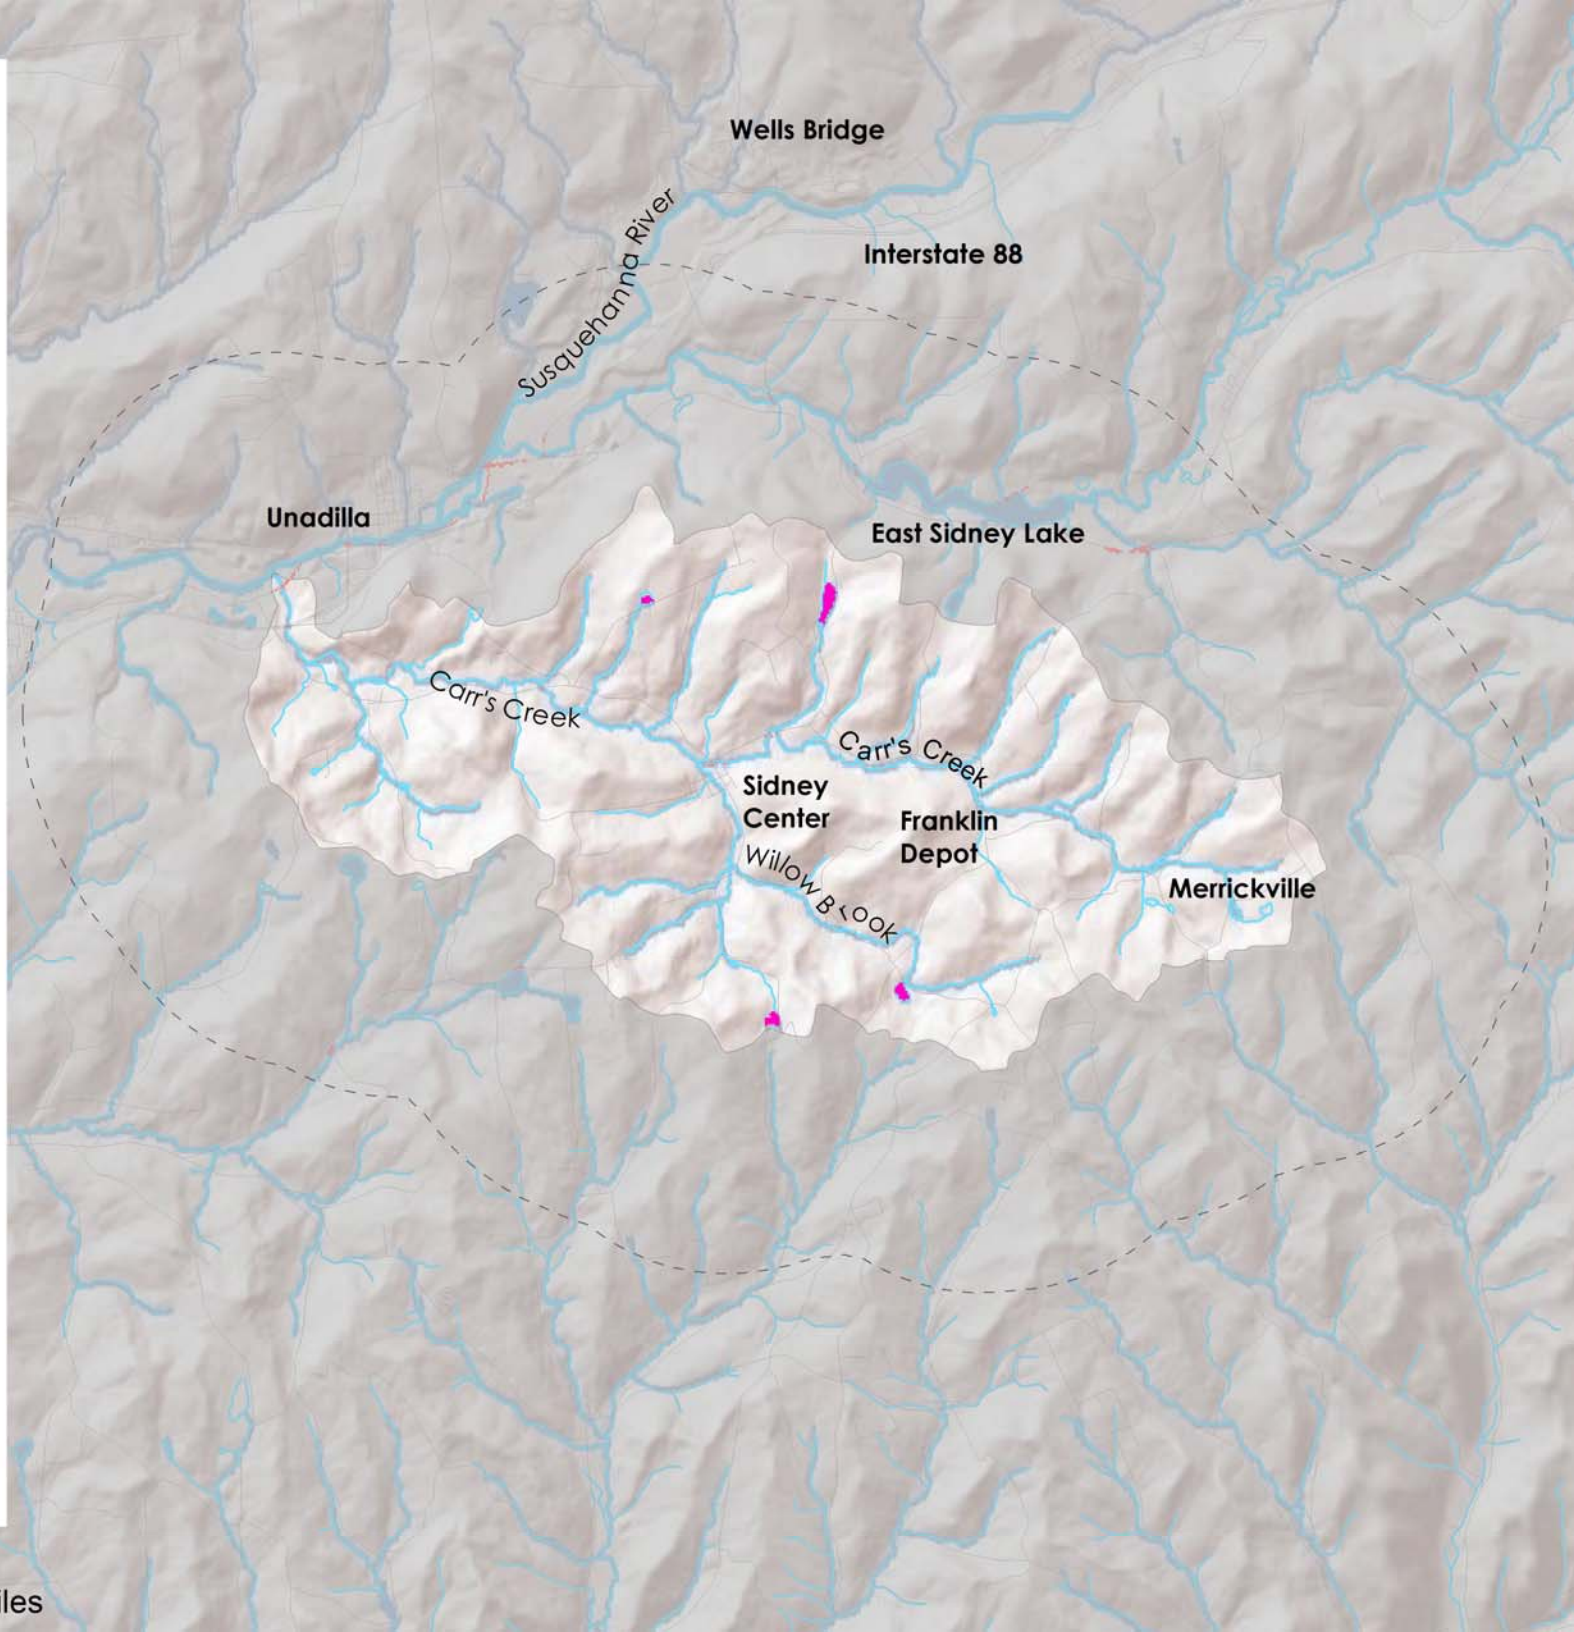 Wells Bridge
Susquehanna River
Interstate 88
Unadilla
East Sidney Lake
Carr's Creek
Carr's Creek
Sidney
Center
Franklin
Depot
Willow Brook
Merrickville
iles